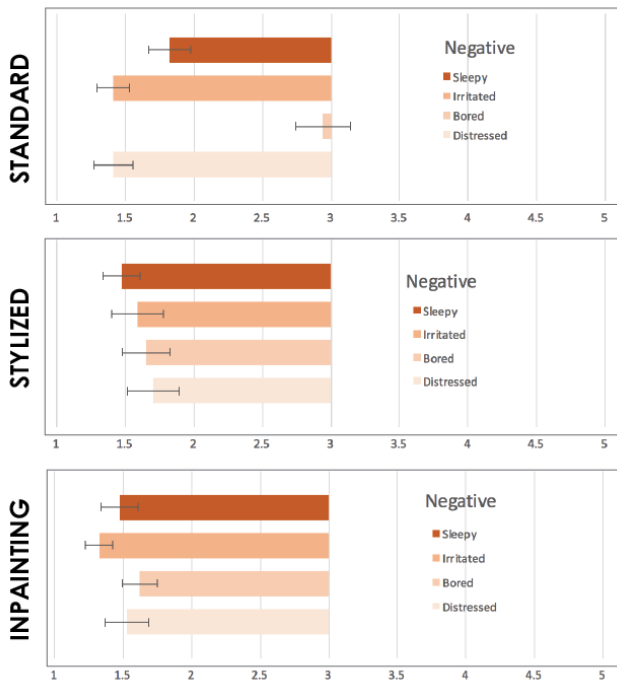 STANDARD
Negative
Sleepy
Irritated
Bored
Distressed
1 1.5 2 2.5 3 3.5 4 4.5 5
STYLIZED
Negative
Sleepy
Irritated
Bored
Distressed
1 1.5 2 2.5 3 3.5 4 4.5 5
INPAINTING
Negative
Sleepy
Irritated
Bored
Distressed
1 1.5 2 2.5 3 3.5 4 4.5 5